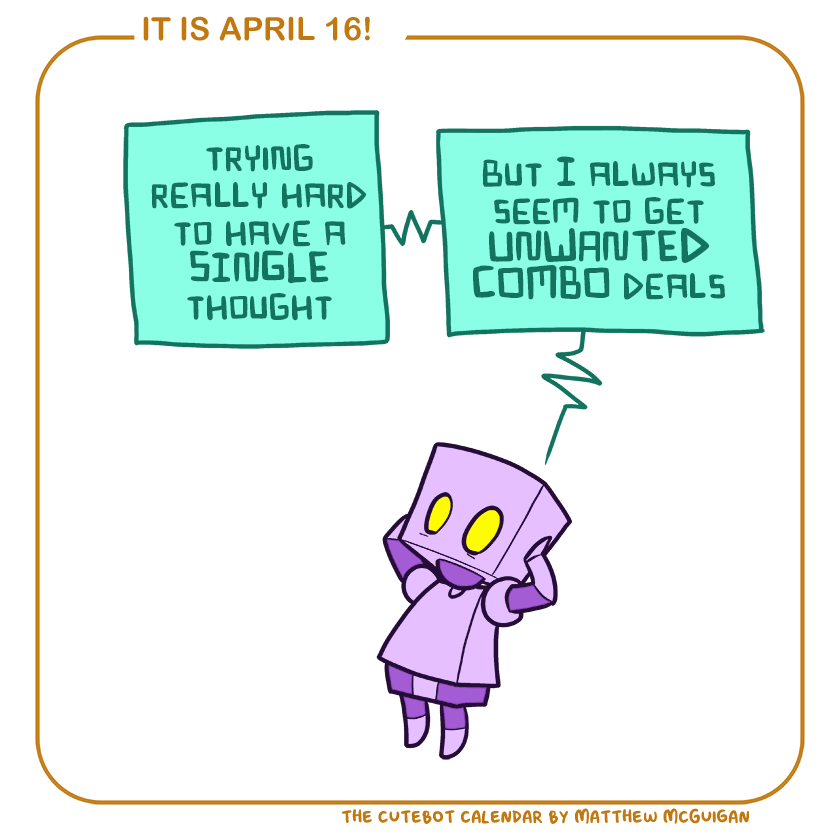 IT IS APRIL 16!
TRYING
REALLY HARD
TO HAVE A
SINGLE
THOUGHT
BUT I ALWAYS
SEEM TO GET
UNWANTED
COMBO DEALS
THE CUTEBOT CALENDAR BY MATTHEW MCGUIGAN